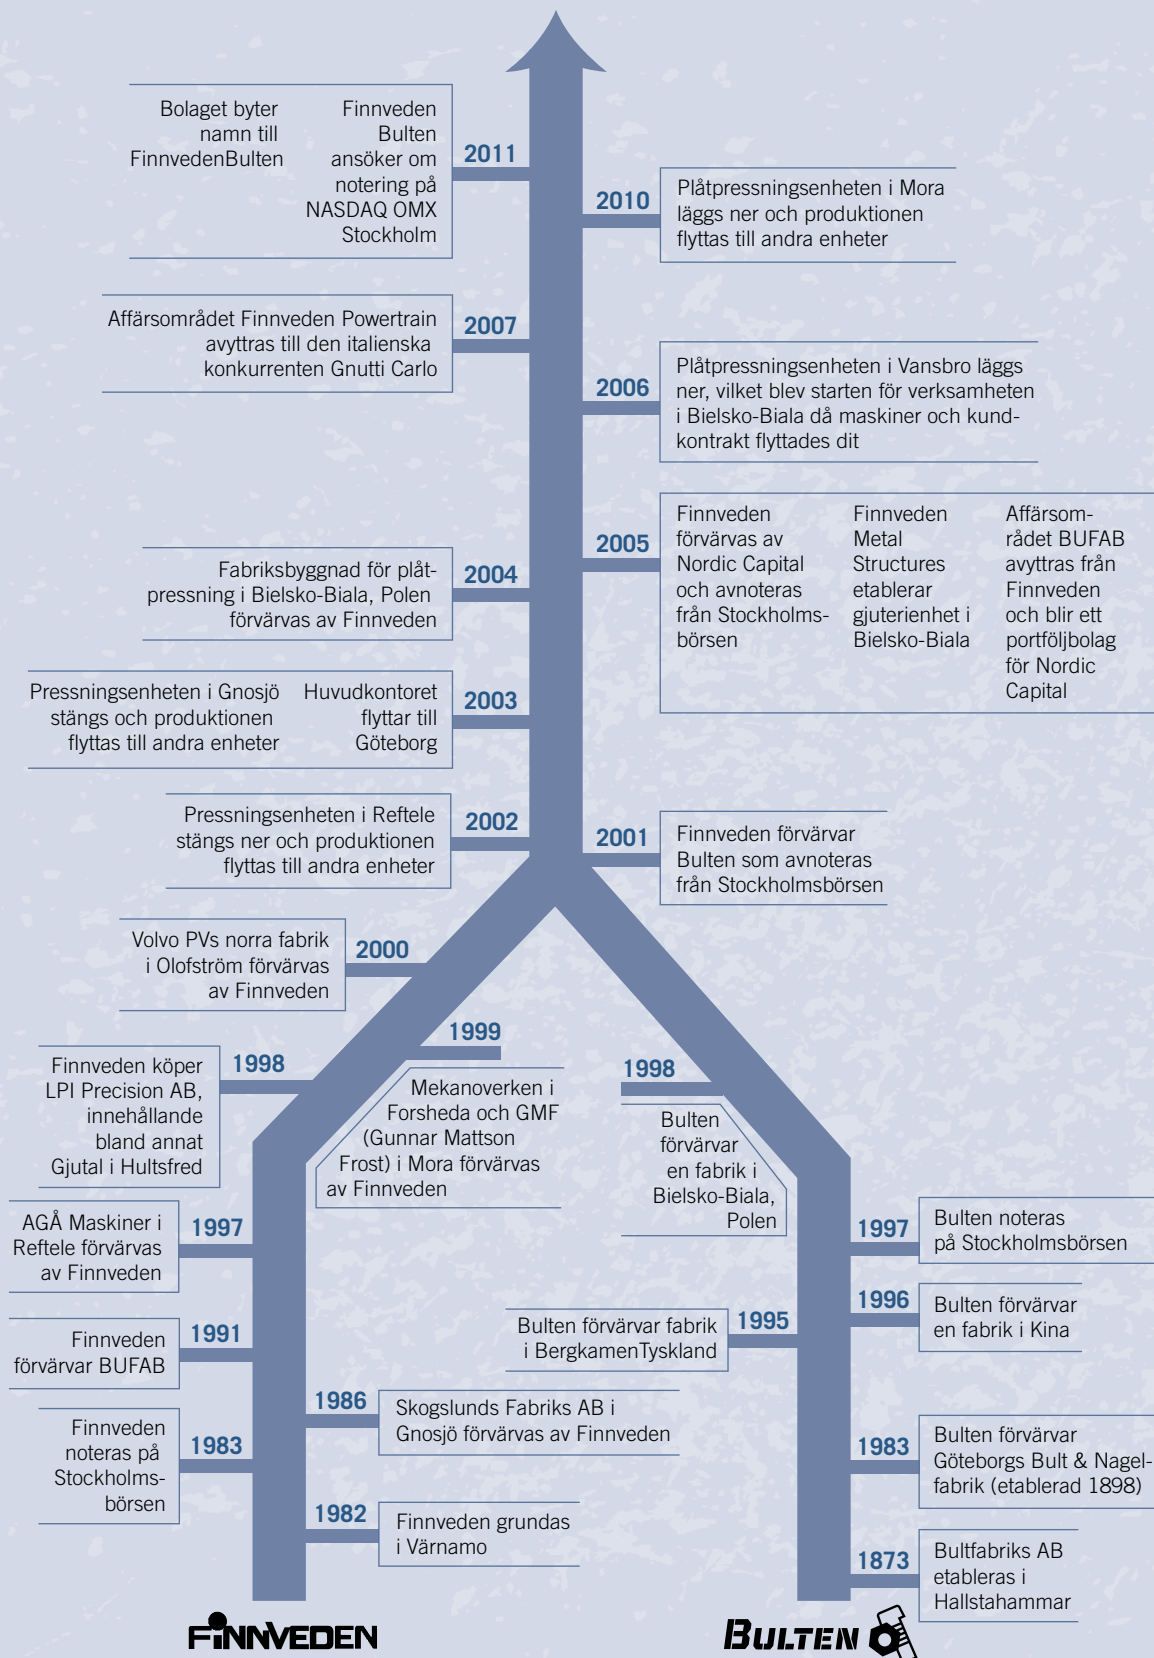 Bolaget byter
namn till
FinnvedenBulten
Finnveden
Bulten
ansöker om
notering på
NASDAQ OMX
Stockholm
2011
2010
Plåtpressningsenheten i Mora
läggs ner och produktionen
flyttas till andra enheter
Affärsområdet Finnveden Powertrain
avyttras till den italienska
konkurrenten Gnutti Carlo
2007
2006
Plåtpressningsenheten i Vansbro läggs
ner, vilket blev starten för verksamheten
i Bielsko-Biala då maskiner och kund-
kontrakt flyttades dit
2005
Finnveden
förvärvas av
Nordic Capital
och avnoteras
från Stockholms-
börsen
Finnveden
Metal
Structures
etablerar
gjuterienhet i
Bielsko-Biala
Affärsom-
rådet BUFAB
avyttras från
Finnveden
och blir ett
portföljbolag
för Nordic
Capital
Fabriksbyggnad för plåt-
pressning i Bielsko-Biala, Polen
förvärvas av Finnveden
2004
Pressningsenheten i Gnosjö
stängs och produktionen
flyttas till andra enheter
Huvudkontoret
flyttar till
Göteborg
2003
Pressningsenheten i Reftele
stängs ner och produktionen
flyttas till andra enheter
2002
2001
Finnveden förvärvar
Bulten som avnoteras
från Stockholmsbörsen
Volvo PVs norra fabrik
i Olofström förvärvas
av Finnveden
2000
1999
Mekanoverken i
Forsheda och GMF
(Gunnar Mattson
Frost) i Mora förvärvas
av Finnveden
Finnveden köper
LPI Precision AB,
innehållande
bland annat
Gjutal i Hultsfred
1998
1998
Bulten
förvärvar
en fabrik i
Bielsko-Biala,
Polen
AGÅ Maskiner i
Reftele förvärvas
av Finnveden
1997
1997
Bulten noteras
på Stockholmsbörsen
1996
Bulten förvärvar
en fabrik i Kina
Bulten förvärvar fabrik
i BergkamenTyskland
1995
Finnveden
förvärvar BUFAB
1991
1986
Skogslunds Fabriks AB i
Gnosjö förvärvas av Finnveden
Finnveden
noteras på
Stockholms-
börsen
1983
1983
Bulten förvärvar
Göteborgs Bult & Nagel-
fabrik (etablerad 1898)
1982
Finnveden grundas
i Värnamo
1873
Bultfabriks AB
etableras i
Hallstahammar
FINNVEDEN
BULTEN